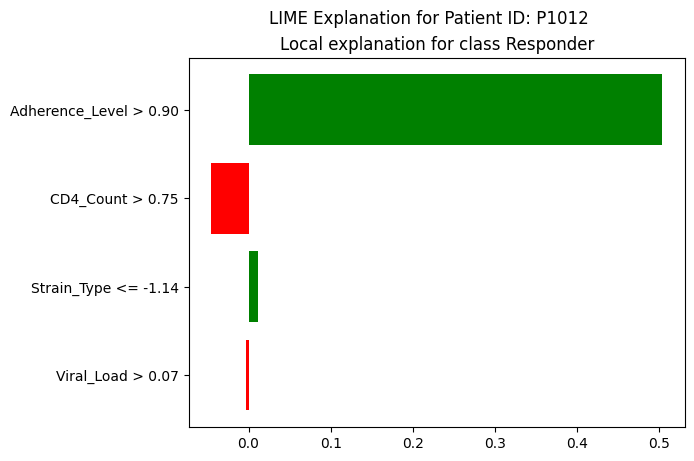 LIME Explanation for Patient ID: P1012
Local explanation for class Responder
Adherence_Level > 0.90
CD4_Count > 0.75
Strain_Type <= -1.14
Viral_Load > 0.07
0.0 0.1 0.2 0.3 0.4 0.5